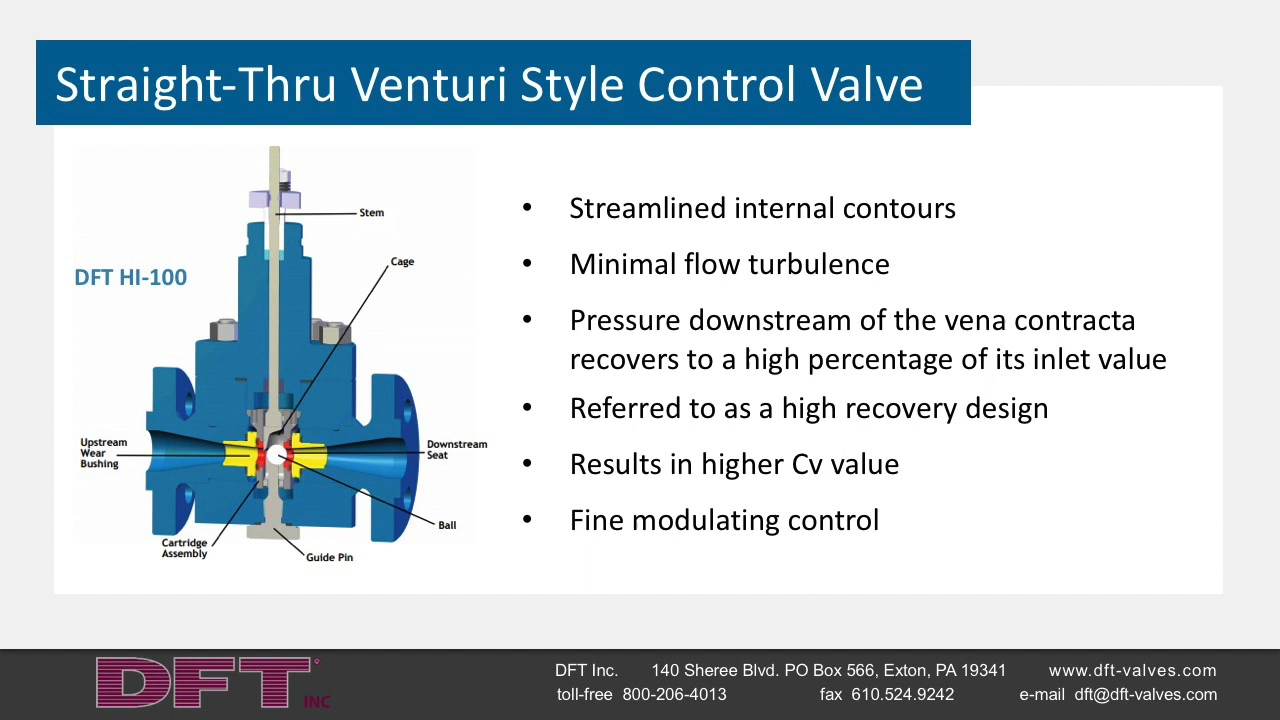 Straight-Thru Venturi Style Control Valve
Stem
Cage
DFT HI-100
Upstream
Wear
Bushing
Downstream
Seat
Ball
Cartridge
Assembly
Guide Pin
• Streamlined internal contours
• Minimal flow turbulence
• Pressure downstream of the vena contracta
recovers to a high percentage of its inlet value
• Referred to as a high recovery design
• Results in higher Cv value
• Fine modulating control
DFT INC
DFT Inc. 140 Sheree Blvd. PO Box 566, Exton, PA 19341 www.dft-valves.com
toll-free 800-206-4013 fax 610.524.9242 e-mail dft@dft-valves.com